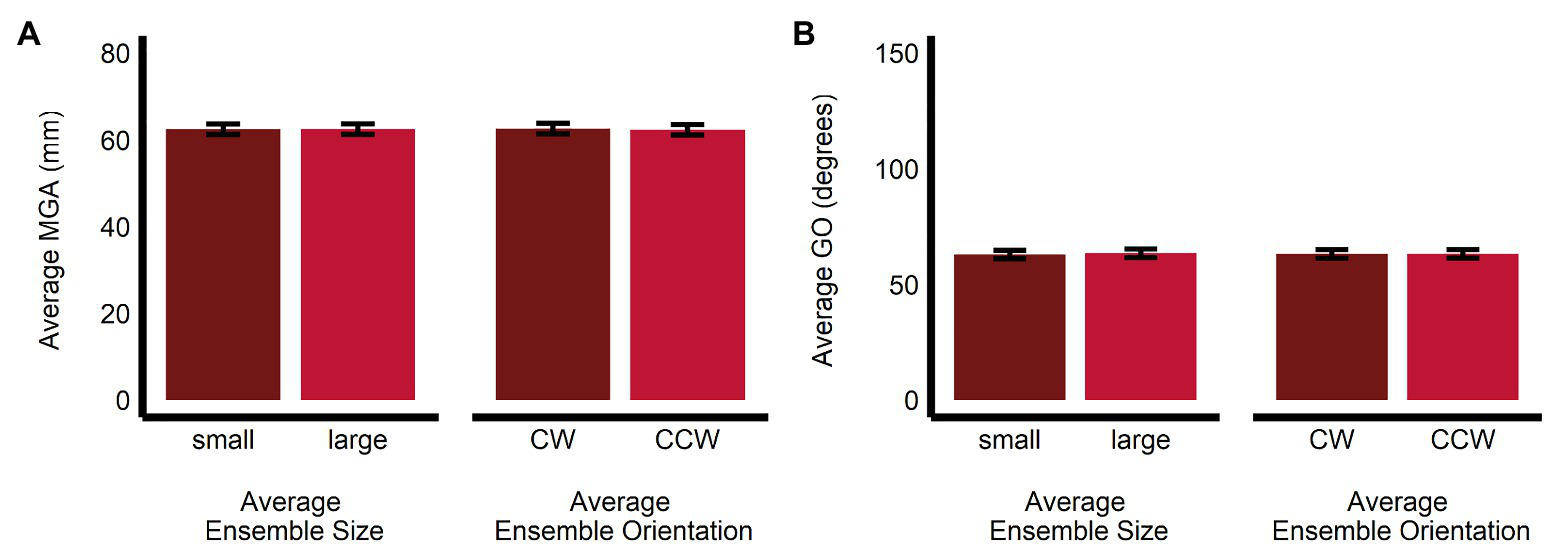 A
Average MGA (mm)
80
60
40
20
0
small large CW CCW
Average
Ensemble Size
Average
Ensemble Orientation
B
Average GO (degrees)
150
100
50
0
small large CW CCW
Average
Ensemble Size
Average
Ensemble Orientation